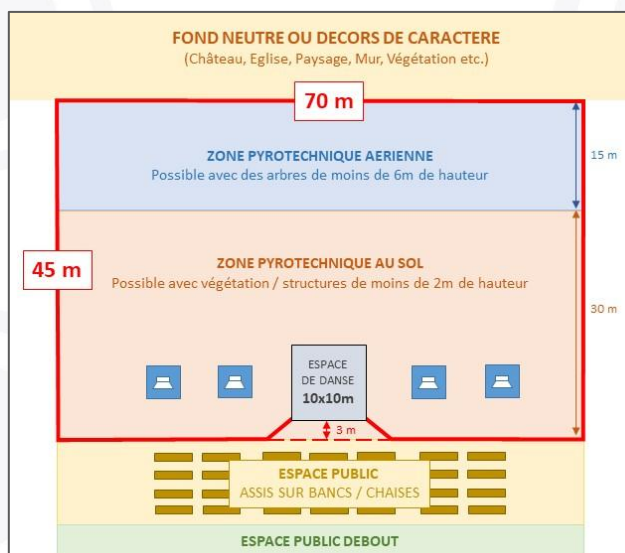 FOND NEUTRE OU DECORS DE CARACTERE
(Château, Eglise, Paysage, Mur, Végétation etc.)
70 m
ZONE PYROTECHNIQUE AERIENNE
Possible avec des arbres de moins de 6m de hauteur
15 m
45 m
ZONE PYROTECHNIQUE AU SOL
Possible avec végétation / structures de moins de 2m de hauteur
30 m
ESPACE
DE DANSE
10x10m
3 m
ESPACE PUBLIC
ASSIS SUR BANCS / CHAISES
ESPACE PUBLIC DEBOUT